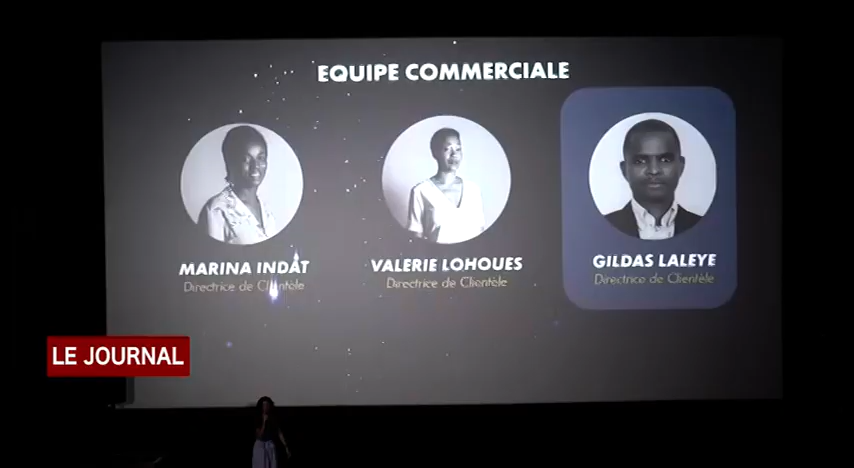 EQUIPE COMMERCIALE
MARINA INDAT
Directrice de Clientèle
VALERIE LOHOUES
Directrice de Clientèle
GILDAS LALEYE
Directrice de Clientèle
LE JOURNAL